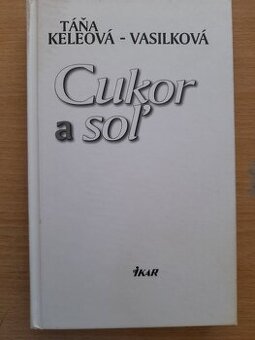 TÁŇA
KELEOVÁ - VASILKOVÁ
Cukor
a soľ
IKAR